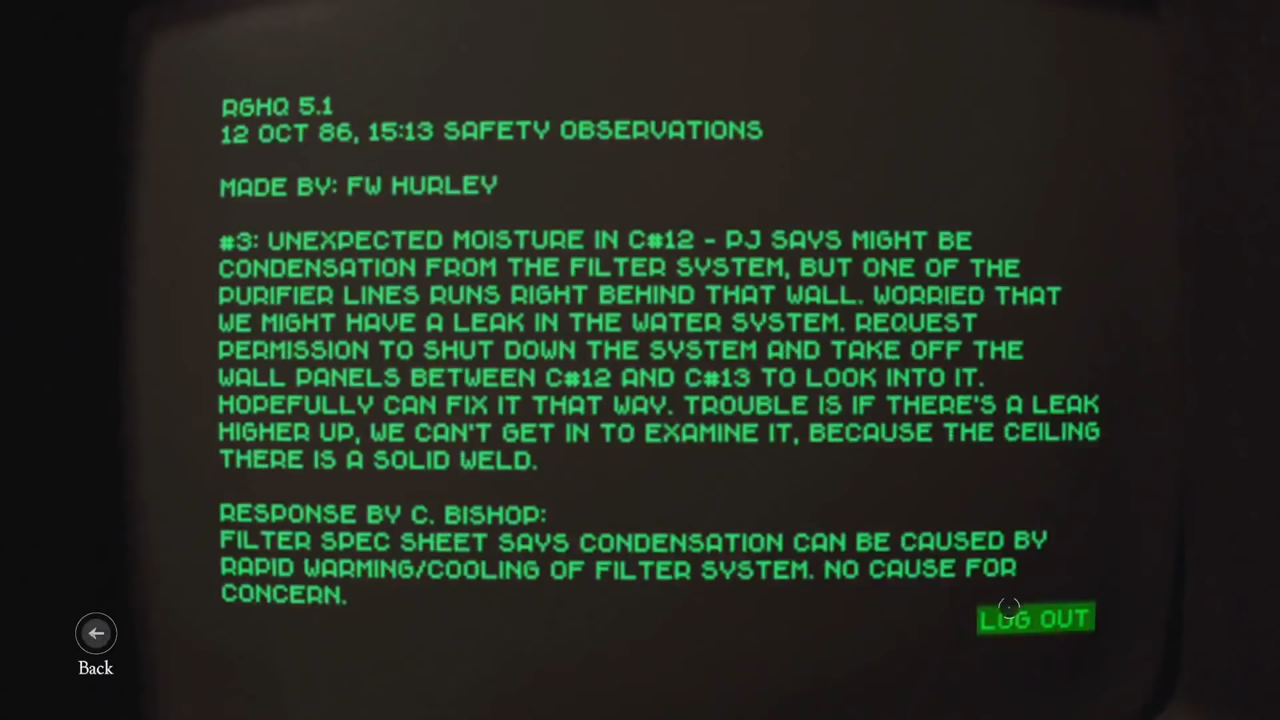 RGHQ 5.1
12 OCT 86, 15:13 SAFETY OBSERVATIONS
MADE BY: FW HURLEY
#3: UNEXPECTED MOISTURE IN C#12 - PJ SAYS MIGHT BE
CONDENSATION FROM THE FILTER SYSTEM, BUT ONE OF THE
PURIFIER LINES RUNS RIGHT BEHIND THAT WALL. WORRIED THAT
WE MIGHT HAVE A LEAK IN THE WATER SYSTEM. REQUEST
PERMISSION TO SHUT DOWN THE SYSTEM AND TAKE OFF THE
WALL PANELS BETWEEN C#12 AND C#13 TO LOOK INTO IT.
HOPEFULLY CAN FIX IT THAT WAY. TROUBLE IS IF THERE'S A LEAK
HIGHER UP, WE CAN'T GET IN TO EXAMINE IT, BECAUSE THE CEILING
THERE IS A SOLID WELD.
RESPONSE BY C. BISHOP:
FILTER SPEC SHEET SAYS CONDENSATION CAN BE CAUSED BY
RAPID WARMING/COOLING OF FILTER SYSTEM. NO CAUSE FOR
CONCERN.
LOG OUT
Back